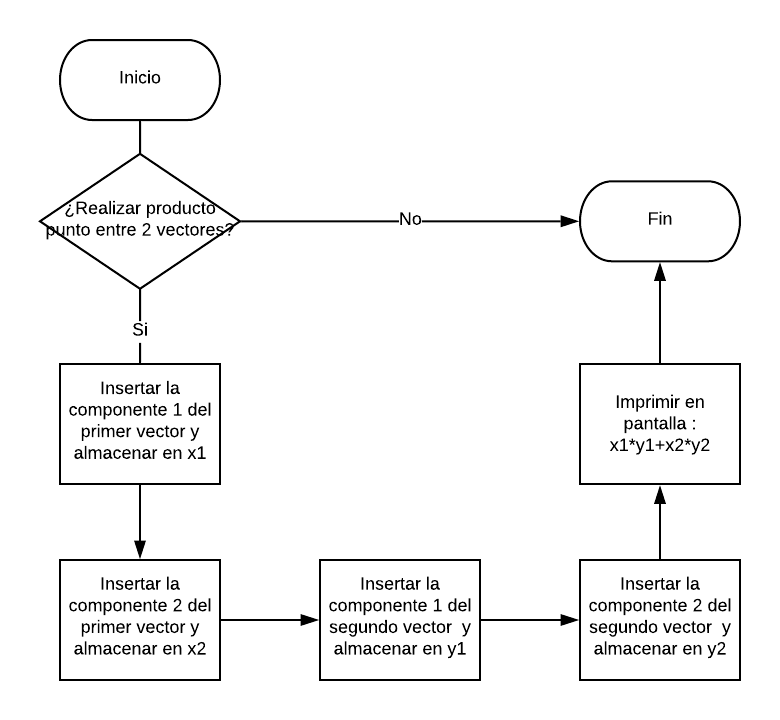 Inicio
¿Realizar producto
punto entre 2 vectores?
No
Fin
Si
Insertar la
componente 1 del
primer vector y
almacenar en x1
Imprimir en
pantalla :
x1*y1+x2*y2
Insertar la
componente 2 del
primer vector y
almacenar en x2
Insertar la
componente 1 del
segundo vector y
almacenar en y1
Insertar la
componente 2 del
segundo vector y
almacenar en y2